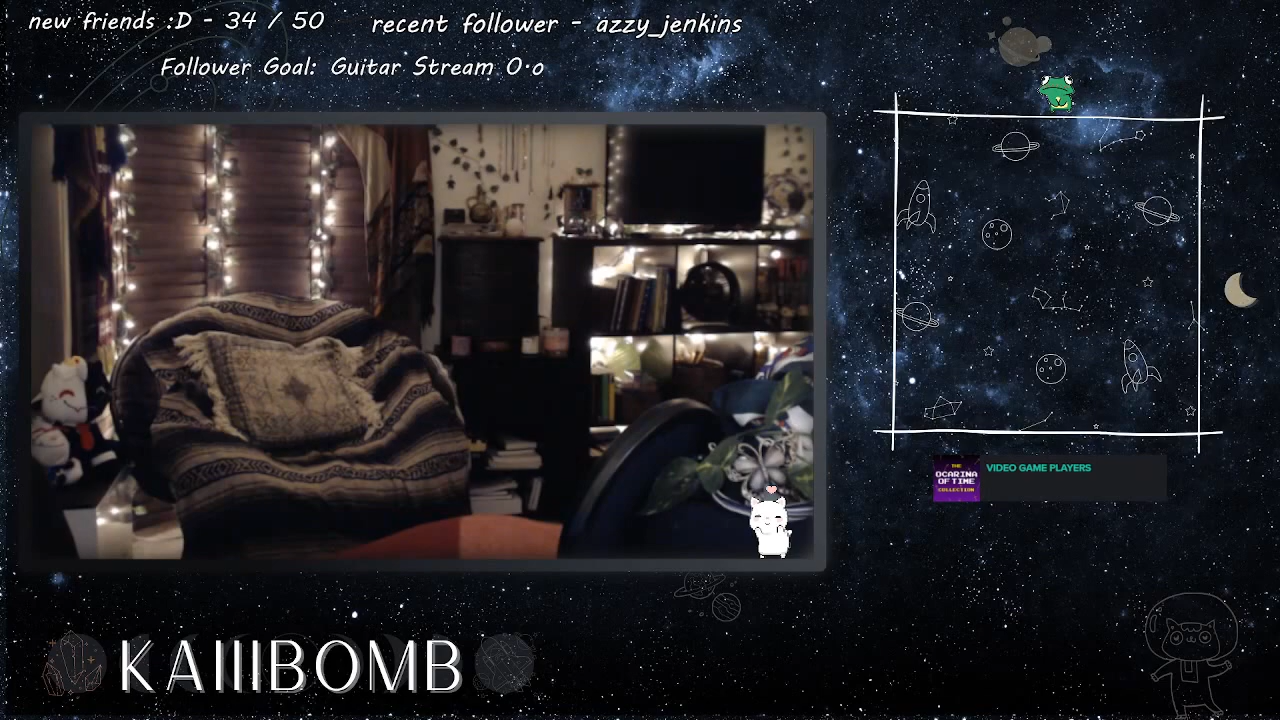 new friends :D - 34 / 50
recent follower - azzy_jenkins
Follower Goal: Guitar Stream O.o
THE
OCARINA
OF TIME
COLLECTION
VIDEO GAME PLAYERS
KAIIIBOMB